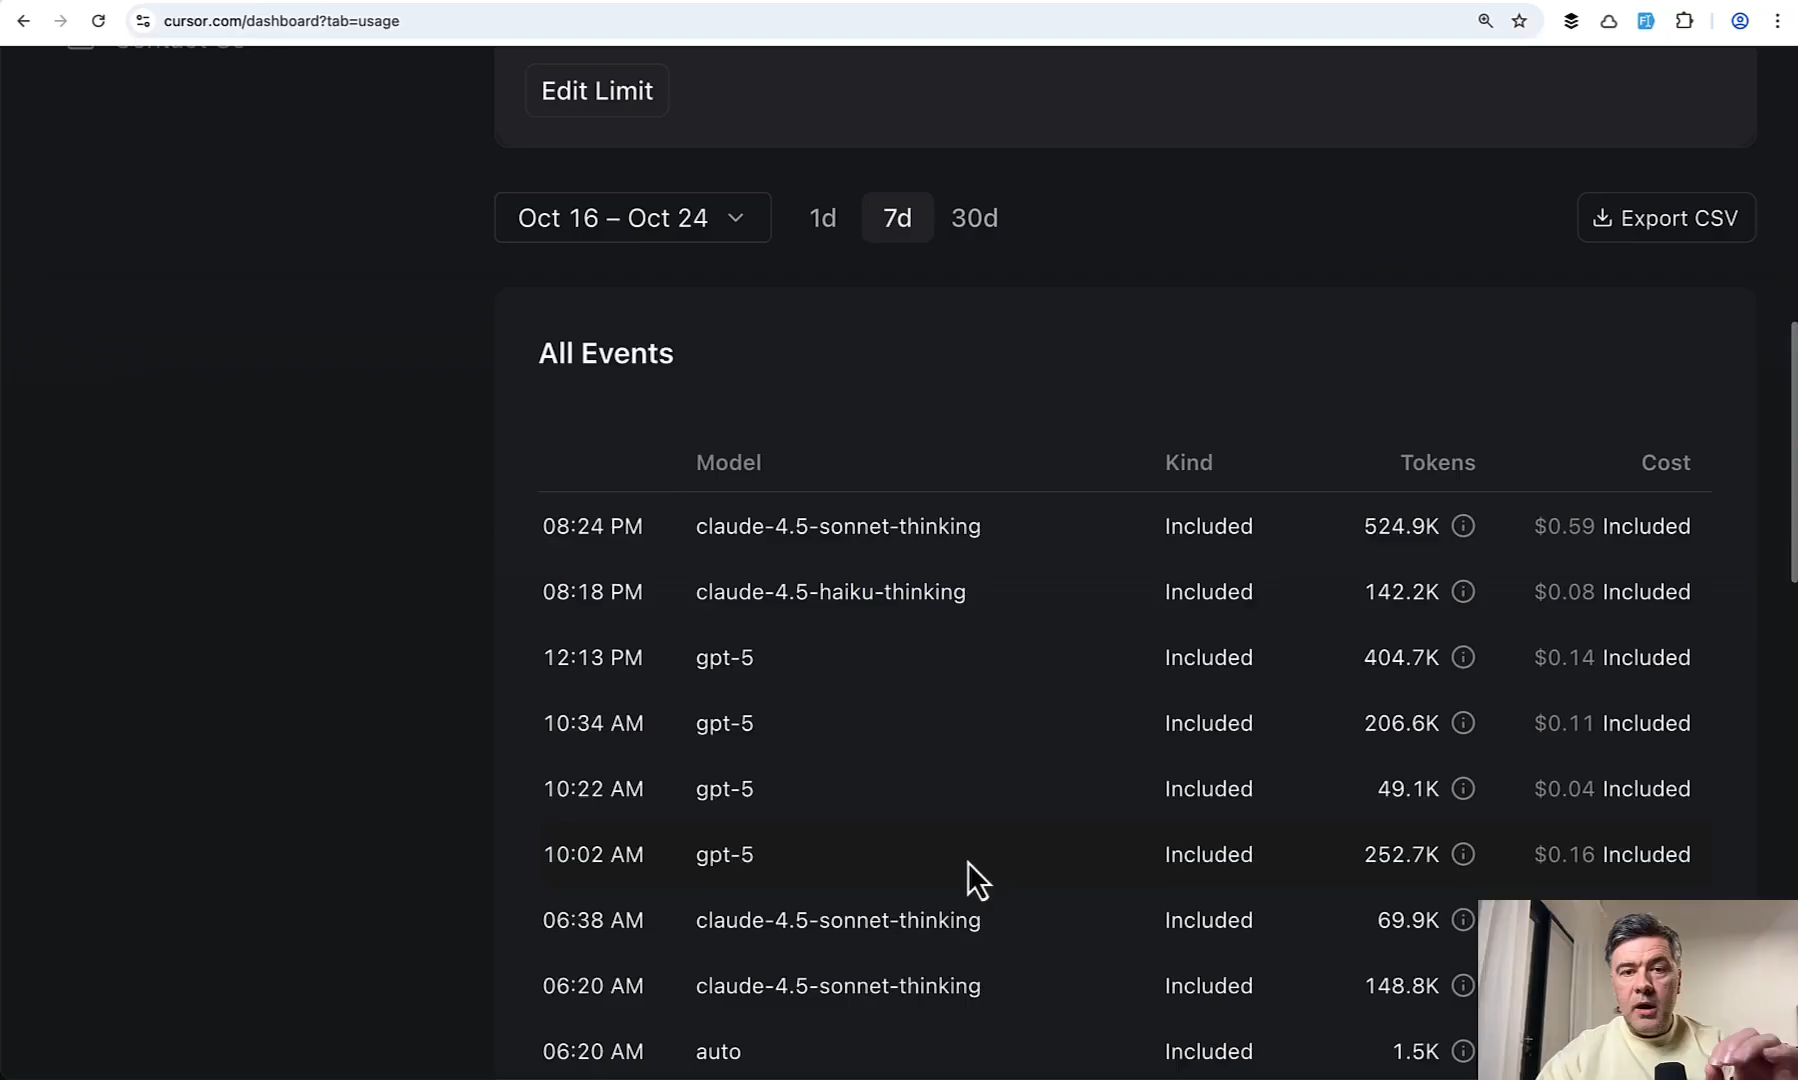 cursor.com/dashboard?tab=usage
Edit Limit
Oct 16 – Oct 24 1d 7d 30d Export CSV
All Events
Model Kind Tokens Cost
08:24 PM claude-4.5-sonnet-thinking Included 524.9K $0.59 Included
08:18 PM claude-4.5-haiku-thinking Included 142.2K $0.08 Included
12:13 PM gpt-5 Included 404.7K $0.14 Included
10:34 AM gpt-5 Included 206.6K $0.11 Included
10:22 AM gpt-5 Included 49.1K $0.04 Included
10:02 AM gpt-5 Included 252.7K $0.16 Included
06:38 AM claude-4.5-sonnet-thinking Included 69.9K
06:20 AM claude-4.5-sonnet-thinking Included 148.8K
06:20 AM auto Included 1.5K